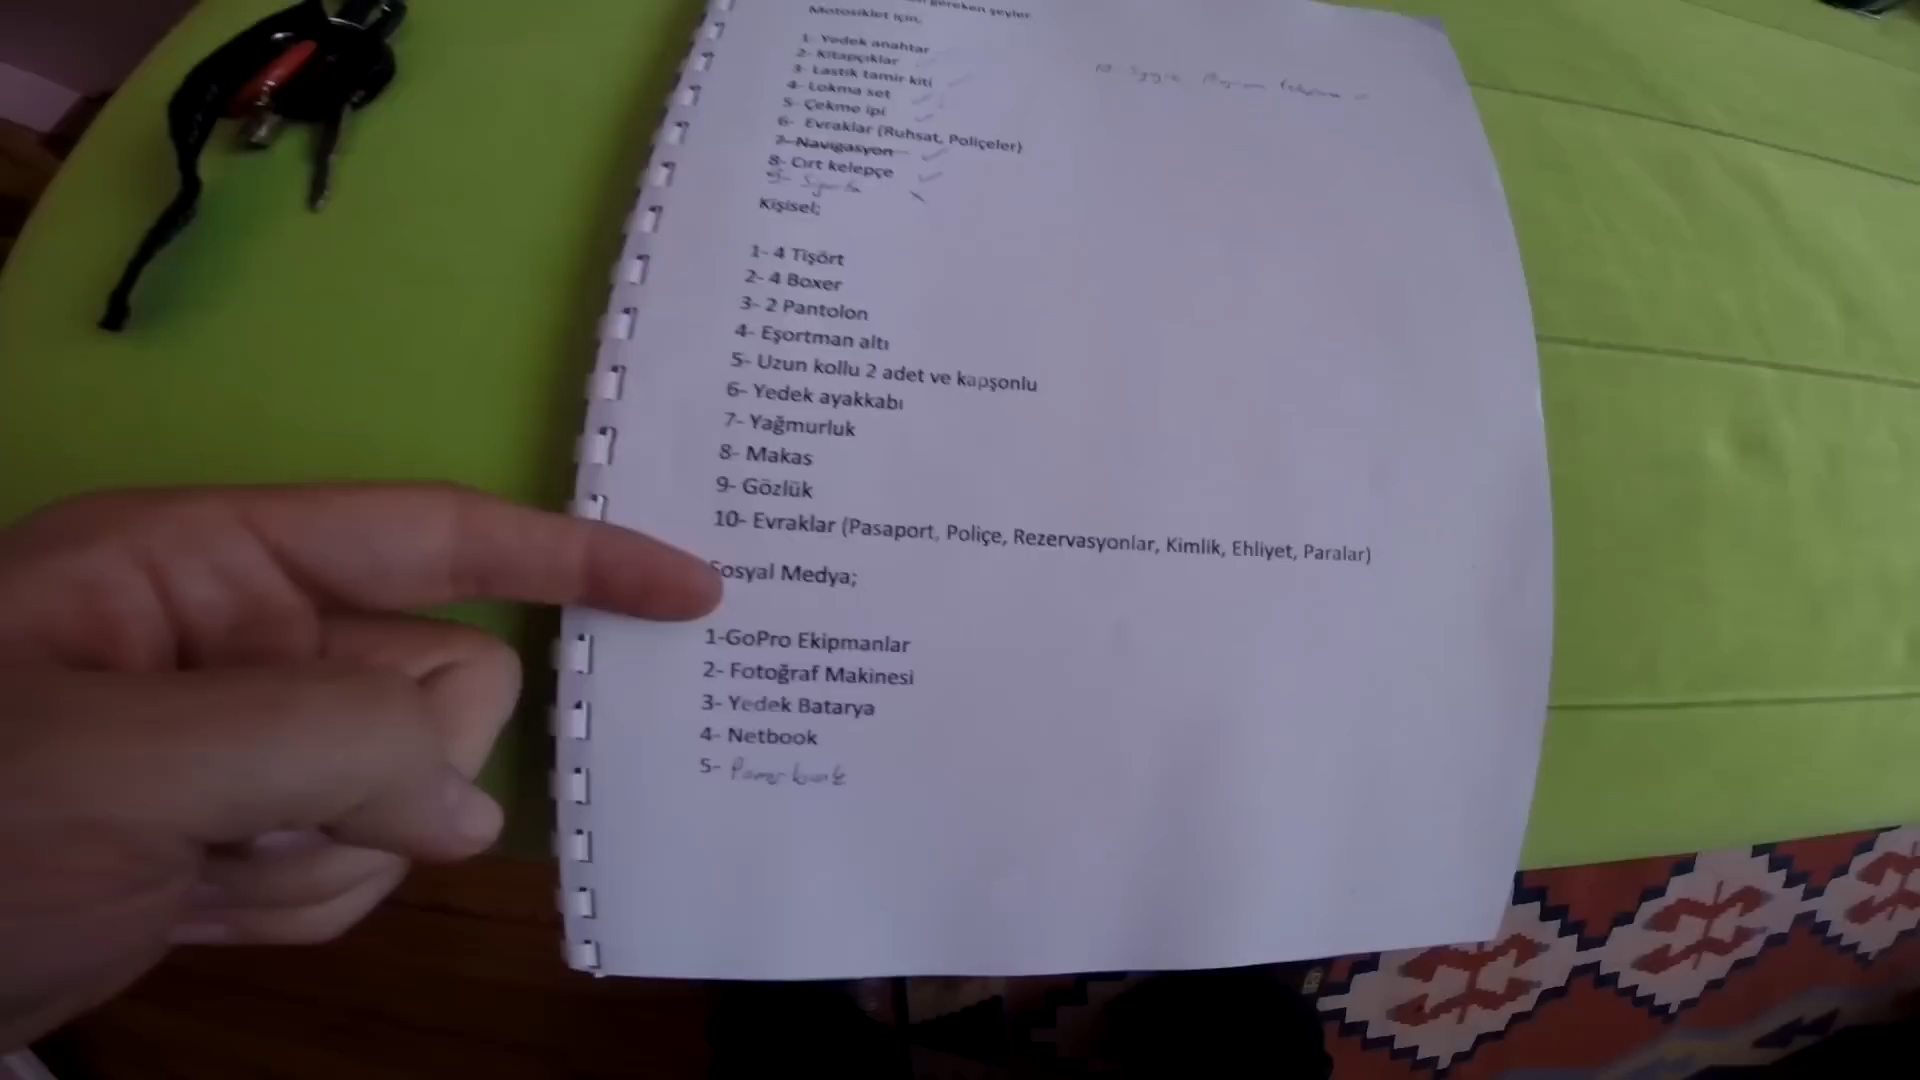 gereken şeyler
Motosiklet için;
1- Yedek anahtar
2- Kitapçıklar
3- Lastik tamir kiti
4- Lokma set
5- Çekme ipi
6- Evraklar (Ruhsat, Poliçeler)
7- Navigasyon
8- Cırt kelepçe
9- Sigorta
Kişisel;
1- 4 Tişört
2- 4 Boxer
3- 2 Pantolon
4- Eşortman altı
5- Uzun kollu 2 adet ve kapşonlu
6- Yedek ayakkabı
7- Yağmurluk
8- Makas
9- Gözlük
10- Evraklar (Pasaport, Poliçe, Rezervasyonlar, Kimlik, Ehliyet, Paralar)
Sosyal Medya;
1-GoPro Ekipmanlar
2- Fotoğraf Makinesi
3- Yedek Batarya
4- Netbook
5- Power bank